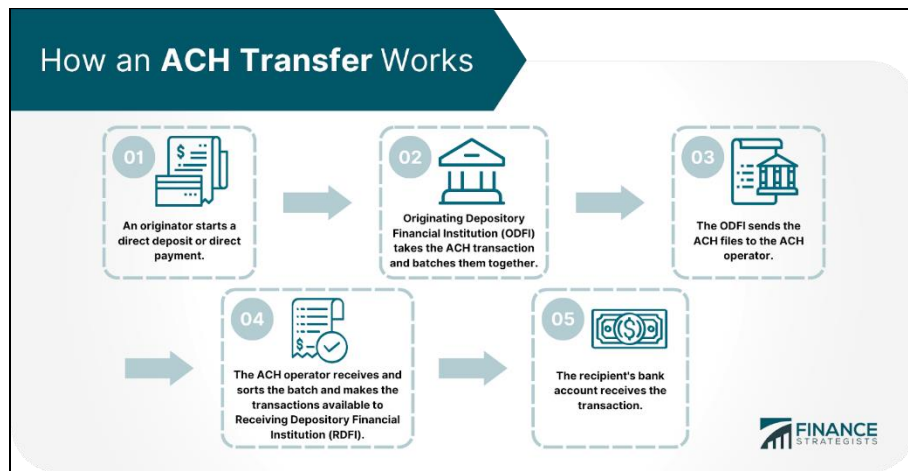 How an ACH Transfer Works
01
An originator starts a
direct deposit or direct
payment.
02
Originating Depository
Financial Institution (ODFI)
takes the ACH transaction
and batches them together.
03
The ODFI sends the
ACH files to the ACH
operator.
04
$
The ACH operator receives and
sorts the batch and makes the
transactions available to
Receiving Depository Financial
Institution (RDFI).
05
$
The recipient's bank
account receives the
transaction.
FINANCE
STRATEGISTS